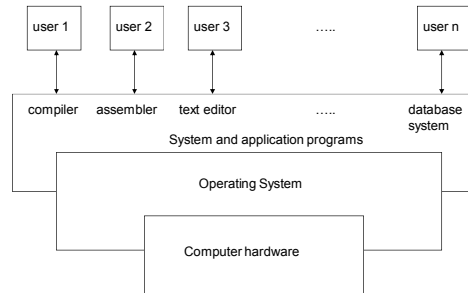 user 1 user 2 user 3 ..... user n
compiler assembler text editor ..... database
system
System and application programs
Operating System
Computer hardware